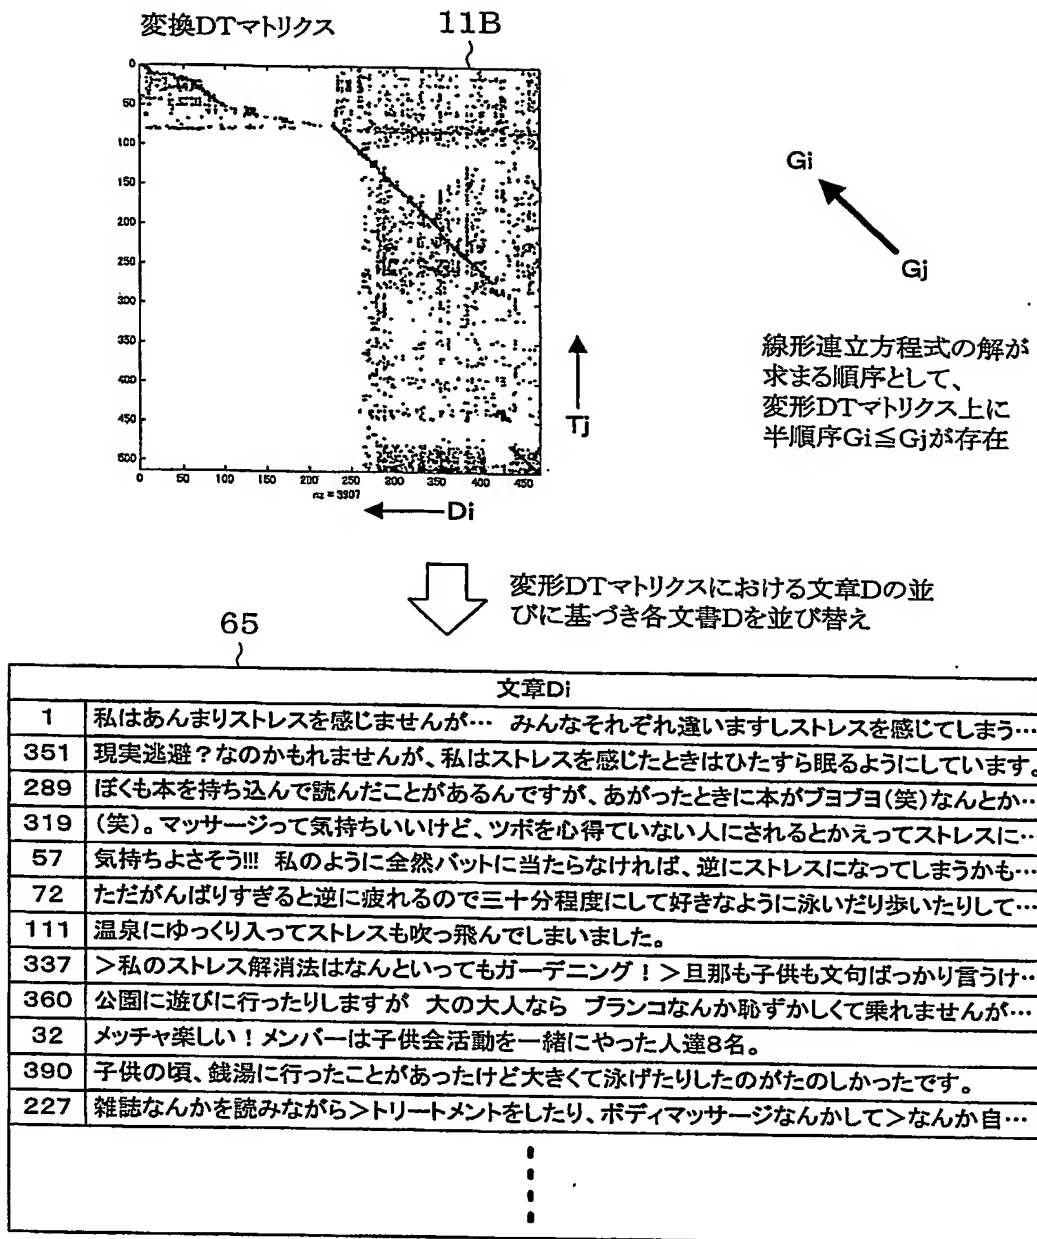 変換DTマトリクス
11B
0
50
100
150
200
250
300
350
400
450
500
0 50 100 150 200 250 300 350 400 450
nz = 3907
Tj
Di
Gi
Gj
線形連立方程式の解が
求まる順序として、
変形DTマトリクス上に
半順序Gi≦Gjが存在
変形DTマトリクスにおける文章Dの並
びに基づき各文書Dを並び替え
65
文章Di
1 私はあんまりストレスを感じませんが… みんなそれぞれ違いますしストレスを感じてしまう…
351 現実逃避？なのかもれませんが、私はストレスを感じたときはひたすら眠るようにしています。
289 ぼくも本を持ち込んで読んだことがあるんですが、あがったときに本がブヨブヨ(笑)なんとか…
319 (笑)。マッサージって気持ちいいけど、ツボを心得ていない人にされるとかえってストレスに…
57 気持ちよさそう!!! 私のように全然バットに当たらなければ、逆にストレスになってしまうかも…
72 ただがんばりすぎると逆に疲れるので三十分程度にして好きなように泳いだり歩いたりして…
111 温泉にゆっくり入ってストレスも吹っ飛んでしまいました。
337 ＞私のストレス解消法はなんといってもガーデニング！＞旦那も子供も文句ばっかり言うけ…
360 公園に遊びに行ったりしますが 大の大人なら ブランコなんか恥ずかしくて乗れませんが…
32 メッチャ楽しい！メンバーは子供会活動を一緒にやった人達8名。
390 子供の頃、銭湯に行ったことがあったけど大きくて泳げたりしたのがたのしかったです。
227 雑誌なんかを読みながら＞トリートメントをしたり、ボディマッサージなんかして＞なんか自…